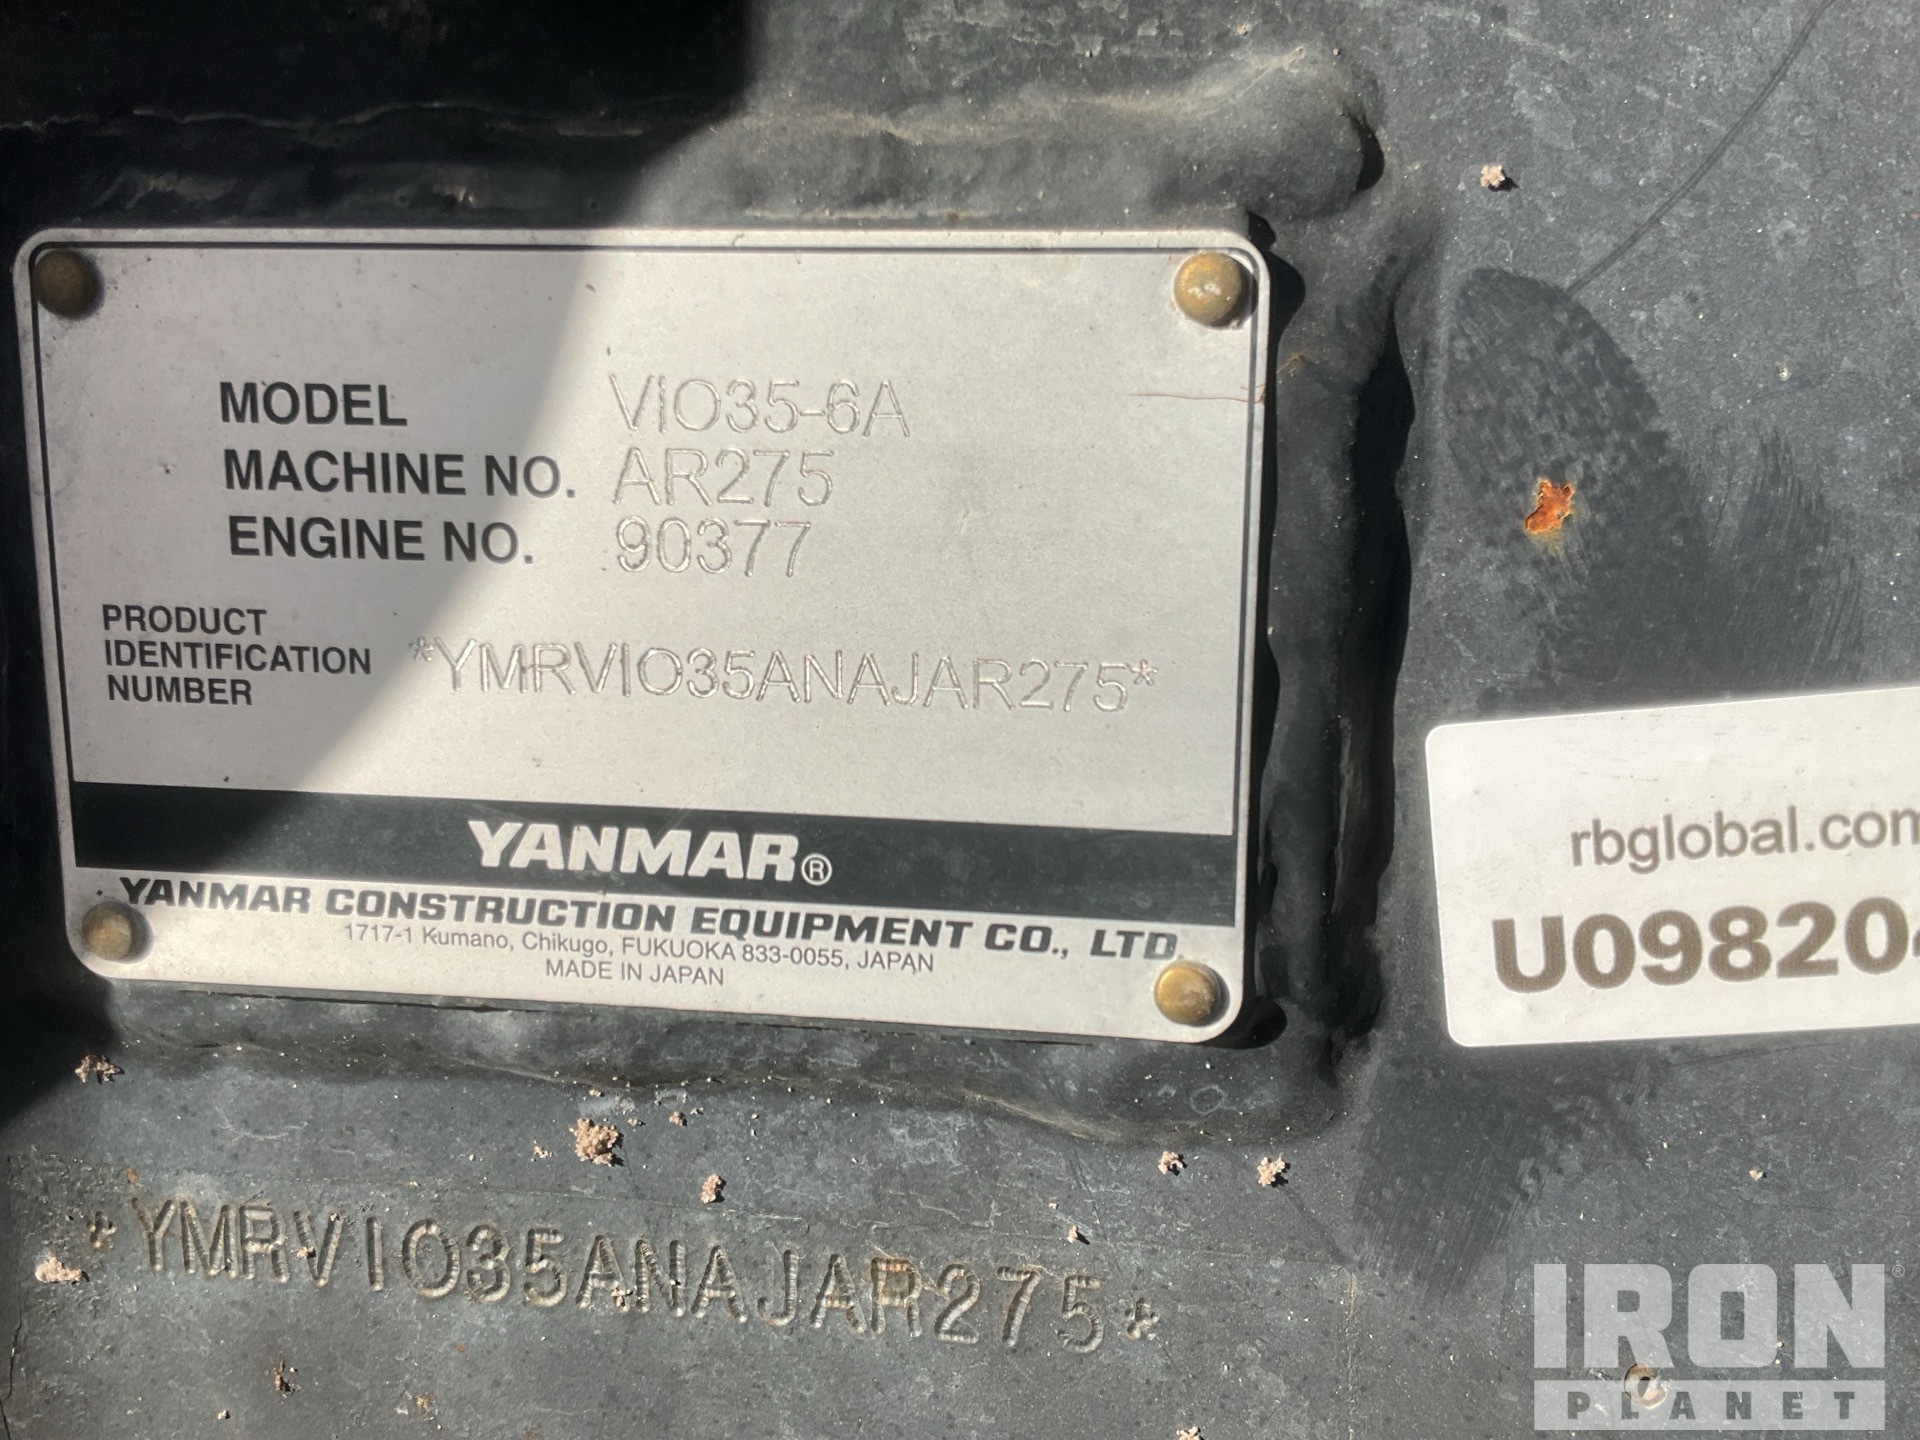 MODEL VIO35-6A
MACHINE NO. AR275
ENGINE NO. 90377
PRODUCT
IDENTIFICATION
NUMBER
*YMRVIO35ANAJAR275*
YANMAR®
YANMAR CONSTRUCTION EQUIPMENT CO., LTD.
1717-1 Kumano, Chikugo, FUKUOKA 833-0055, JAPAN
MADE IN JAPAN
rbglobal.com
U098204
*YMRVIO35ANAJAR275*
IRON®
PLANET